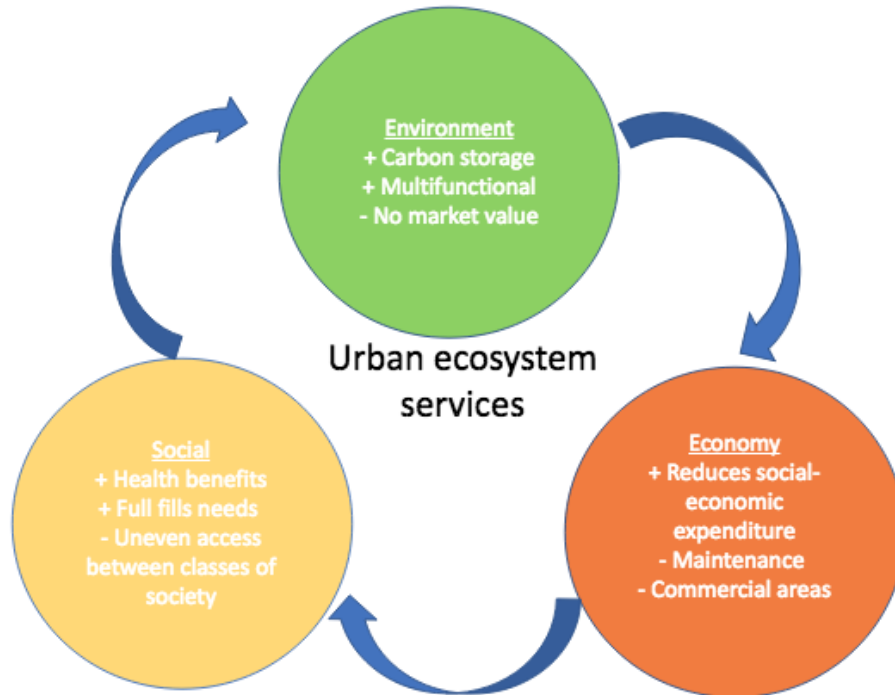 Environment
+ Carbon storage
+ Multifunctional
- No market value
Urban ecosystem
services
Social
+ Health benefits
+ Full fills needs
- Uneven access
between classes of
society
Economy
+ Reduces social-
economic
expenditure
- Maintenance
- Commercial areas